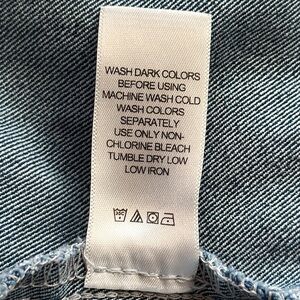 WASH DARK COLORS
BEFORE USING
MACHINE WASH COLD
WASH COLORS
SEPARATELY
USE ONLY NON-
CHLORINE BLEACH
TUMBLE DRY LOW
LOW IRON